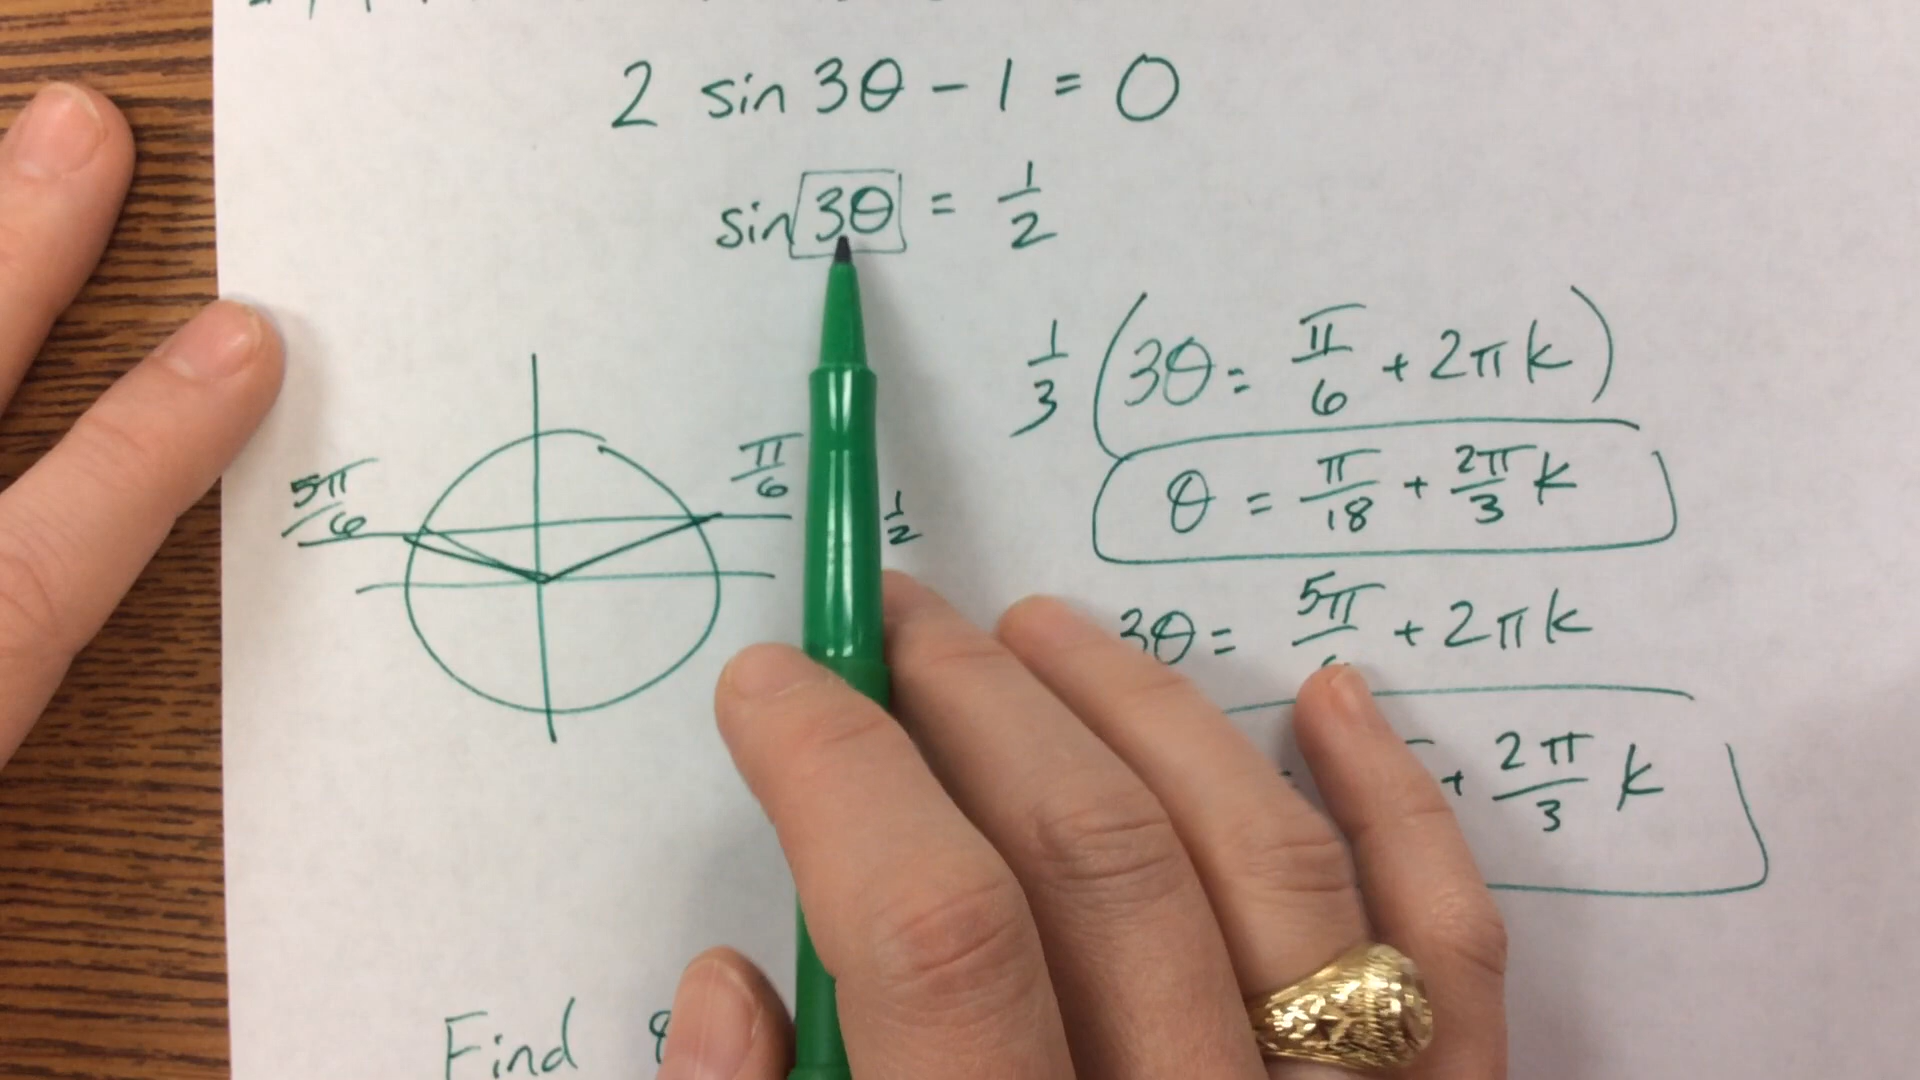 2 sin 3θ - 1 = 0
sin 3θ = 1/2
1/3 (3θ = π/6 + 2πk)
θ = π/18 + 2π/3 k
5π/6
π/6
1/2
3θ = 5π/ + 2πk
+ 2π/3 k
Find